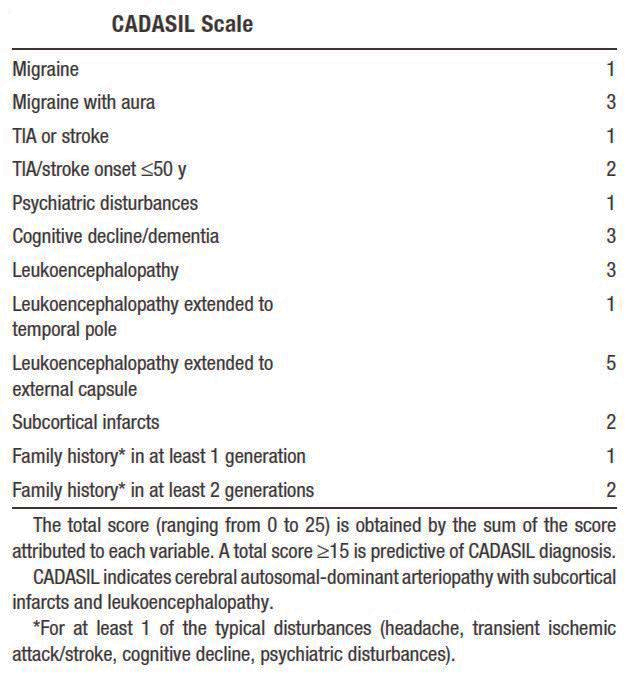 CADASIL Scale
Migraine 1
Migraine with aura 3
TIA or stroke 1
TIA/stroke onset ≤50 y 2
Psychiatric disturbances 1
Cognitive decline/dementia 3
Leukoencephalopathy 3
Leukoencephalopathy extended to 1
temporal pole
Leukoencephalopathy extended to 5
external capsule
Subcortical infarcts 2
Family history* in at least 1 generation 1
Family history* in at least 2 generations 2
The total score (ranging from 0 to 25) is obtained by the sum of the score
attributed to each variable. A total score ≥15 is predictive of CADASIL diagnosis.
CADASIL indicates cerebral autosomal-dominant arteriopathy with subcortical
infarcts and leukoencephalopathy.
*For at least 1 of the typical disturbances (headache, transient ischemic
attack/stroke, cognitive decline, psychiatric disturbances).